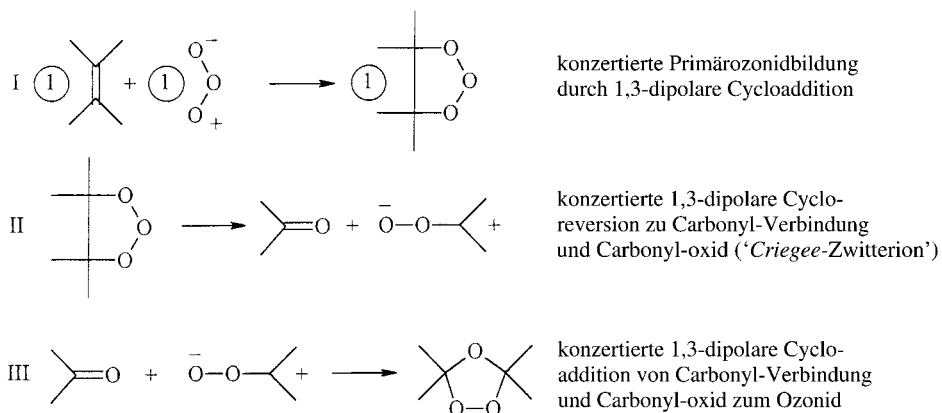 I 1 + 1 O⁻ O O + → 1 O O O
konzertierte Primärozonidbildung
durch 1,3-dipolare Cycloaddition
II O O O → O + ⁻O—O +
konzertierte 1,3-dipolare Cyclo-
reversion zu Carbonyl-Verbindung
und Carbonyl-oxid (‘Criegee-Zwitterion’)
III O + ⁻O—O + → O O—O
konzertierte 1,3-dipolare Cyclo-
addition von Carbonyl-Verbindung
und Carbonyl-oxid zum Ozonid